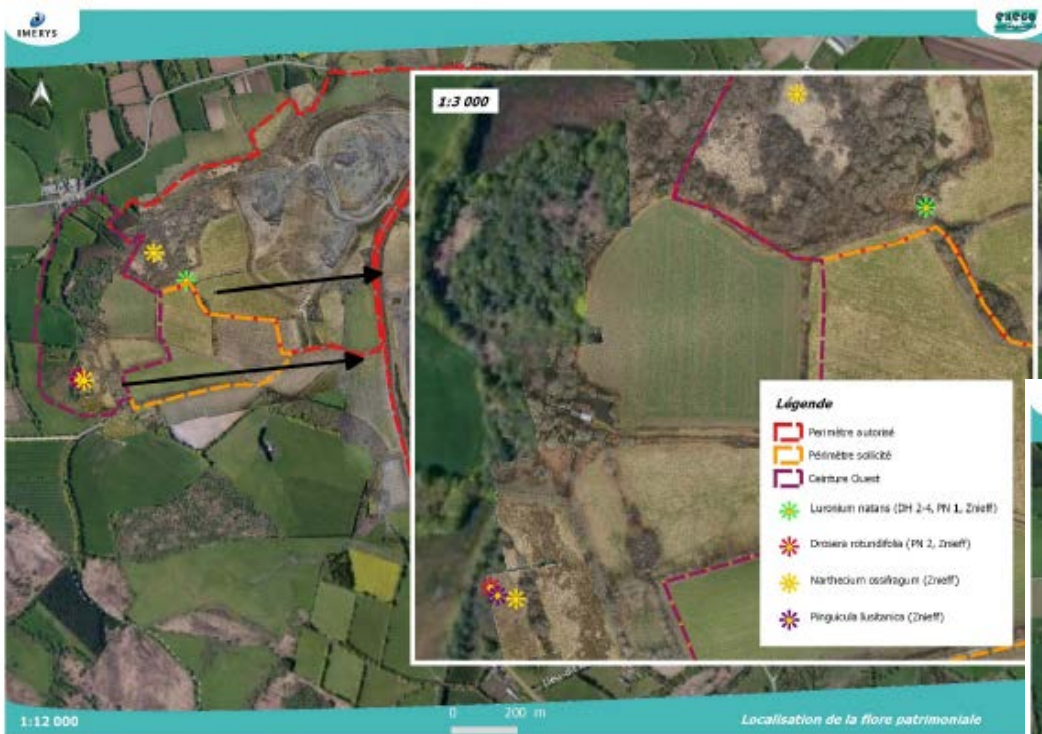 IMERYS
execo
1:3 000
Légende
Perimètre autorisé
Périmètre sollicité
Ceinture Ouest
Luronium natans (DH 2-4, PN 1, Znieff)
Drosera rotundifolia (PN 2, Znieff)
Narthecium ossifragum (Znieff)
Pinguicula lusitanica (Znieff)
1:12 000
0 200 m
Localisation de la flore patrimoniale